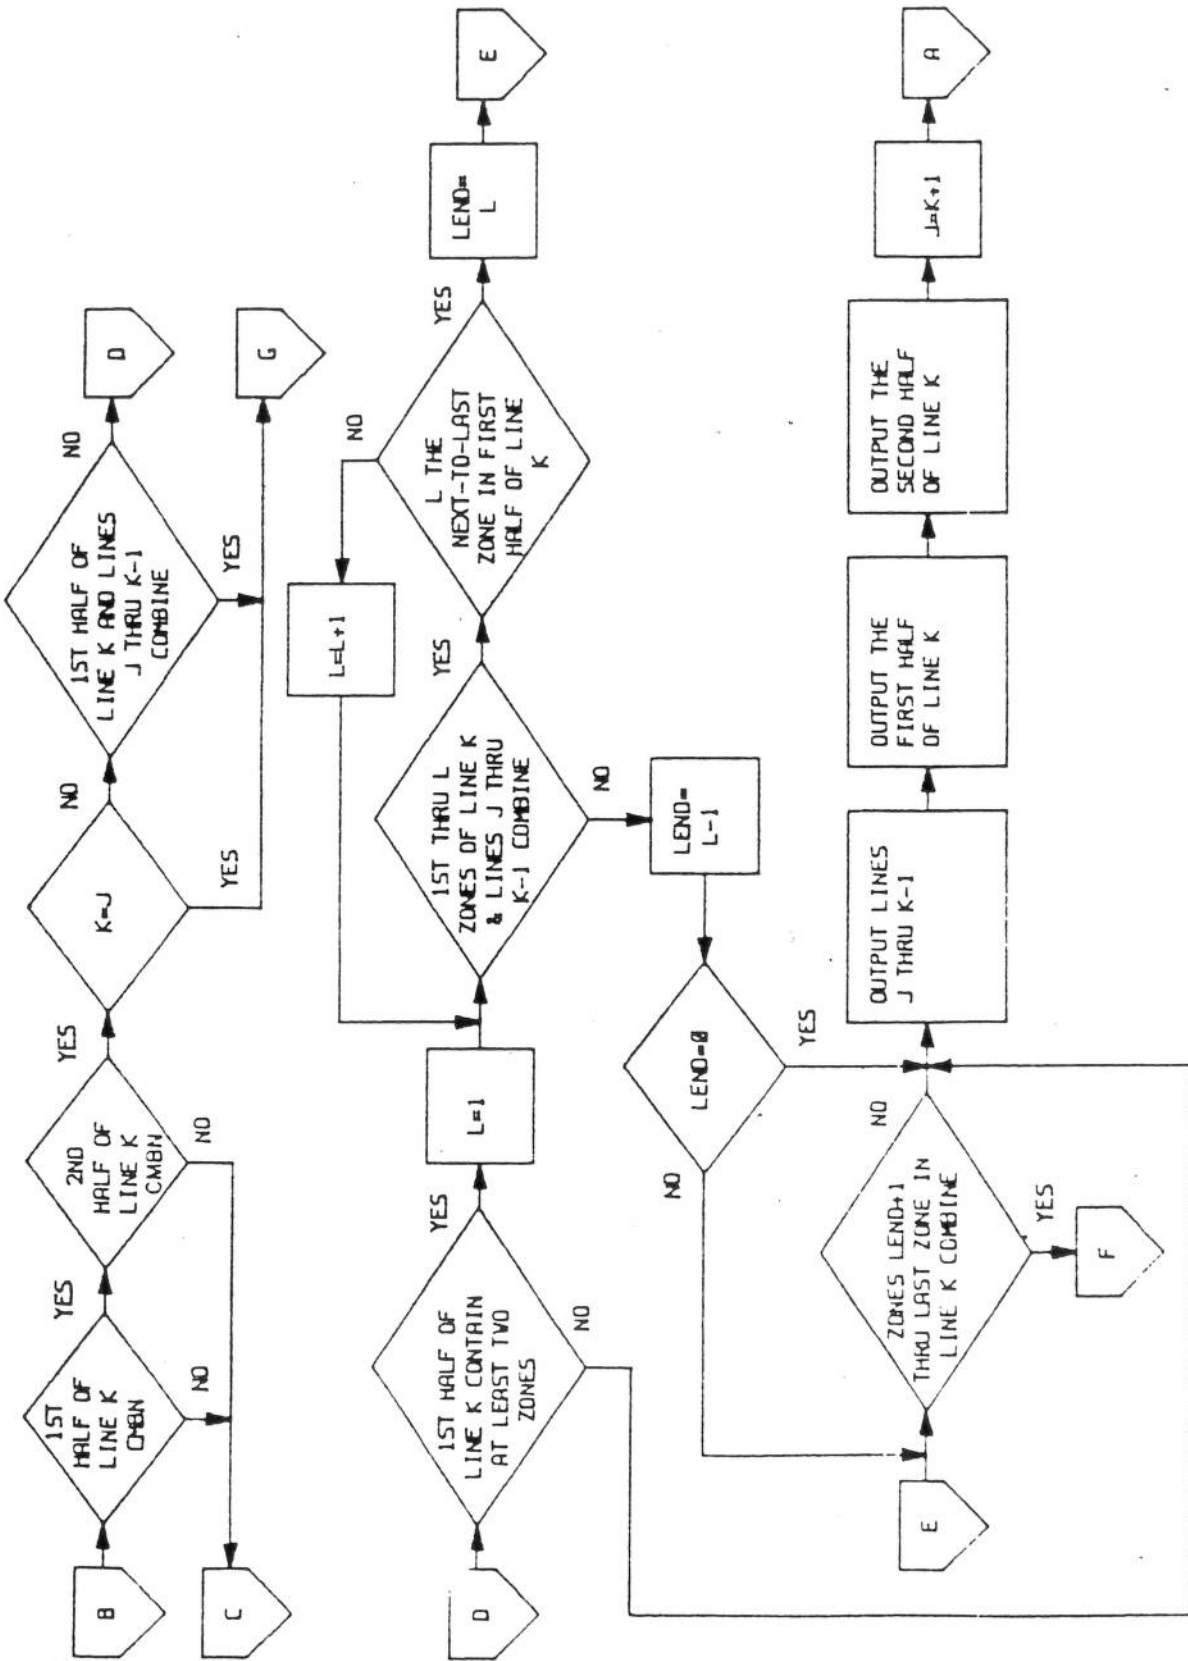 B
1ST
HALF OF
LINE K
CMBN
YES
NO
2ND
HALF OF
LINE K
CMBN
YES
NO
K=J
NO
YES
1ST HALF OF
LINE K AND LINES
J THRU K-1
COMBINE
NO
YES
D
C
G
D
1ST HALF OF
LINE K CONTAIN
AT LEAST TWO
ZONES
YES
NO
L=1
L=L+1
1ST THRU L
ZONES OF LINE K
& LINES J THRU
K-1 COMBINE
YES
NO
L THE
NEXT-TO-LAST
ZONE IN FIRST
HALF OF LINE
K
NO
YES
LEND=
L
E
LEND=
L-1
LEND=0
NO
YES
E
ZONES LEND+1
THRU LAST ZONE IN
LINE K COMBINE
NO
YES
F
OUTPUT LINES
J THRU K-1
OUTPUT THE
FIRST HALF
OF LINE K
OUTPUT THE
SECOND HALF
OF LINE K
J=K+1
A